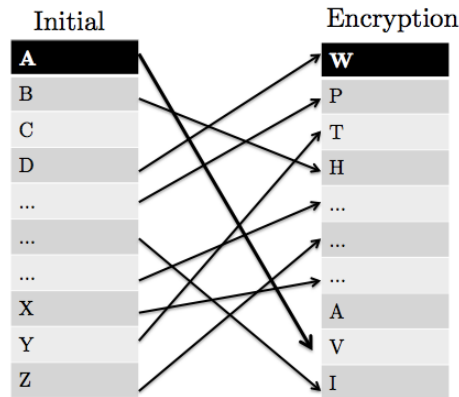 Initial Encryption
A W
B P
C T
D H
... ...
... ...
... ...
X A
Y V
Z I